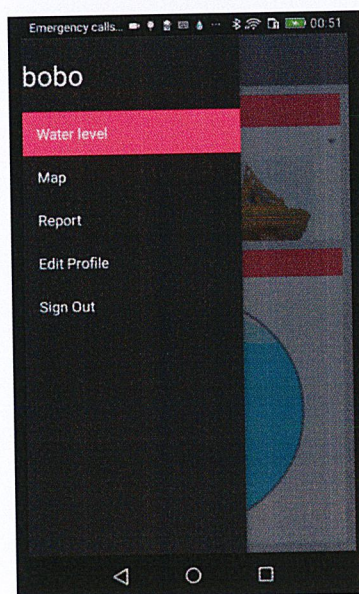 Emergency calls... 00:51
bobo
Water level
Map
Report
Edit Profile
Sign Out